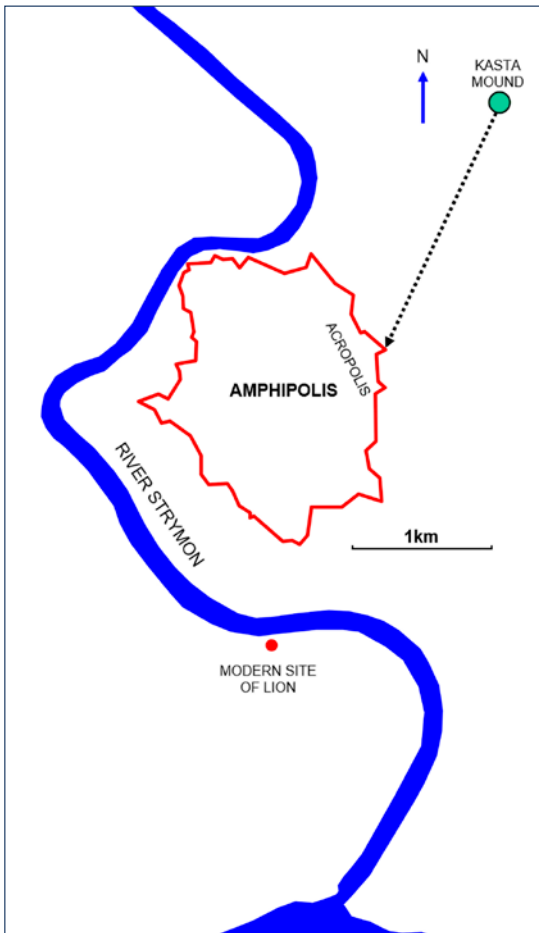 N
KASTA
MOUND
ACROPOLIS
AMPHIPOLIS
RIVER STRYMON
1km
MODERN SITE
OF LION